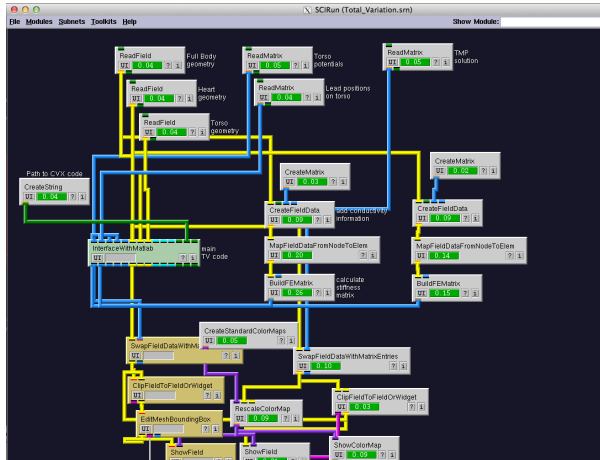 SCIRun (Total_Variation.srn)
File Modules Subnets Toolkits Help
Show Module:
ReadField
UI 0.04 ? i
Full Body
geometry
ReadMatrix
UI 0.05 ? i
Torso
potentials
ReadMatrix
UI 0.05 ? i
TMP
solution
ReadField
UI 0.04 ? i
Heart
geometry
ReadMatrix
UI 0.04 ? i
Lead positions
on torso
ReadField
UI 0.04 ? i
Torso
geometry
Path to CVX code
CreateString
UI 0.04 ? i
CreateMatrix
UI 0.03 ? i
CreateMatrix
UI 0.02 ? i
CreateFieldData
UI 0.09 ? i
conductivity
information
CreateFieldData
UI 0.09 ? i
InterfaceWithMatlab
UI ? i
main
TV code
MapFieldDataFromNodeToElem
UI 0.20 ? i
MapFieldDataFromNodeToElem
UI 0.14 ? i
BuildFEMatrix
UI 0.26 ? i
calculate
stiffness
matrix
BuildFEMatrix
UI 0.15 ? i
CreateStandardColorMaps
UI 0.05 ? i
SwapFieldDataWithMa
UI ? i
SwapFieldDataWithMatrixEntries
UI 0.10 ? i
ClipFieldToFieldOrWidget
UI ? i
ClipFieldToFieldOrWidget
UI 0.03 ? i
RescaleColorMap
UI 0.09 ? i
EditMeshBoundingBox
UI ? i
ShowField
UI ? i
ShowField
UI
ShowColorMap
UI 0.09 ? i